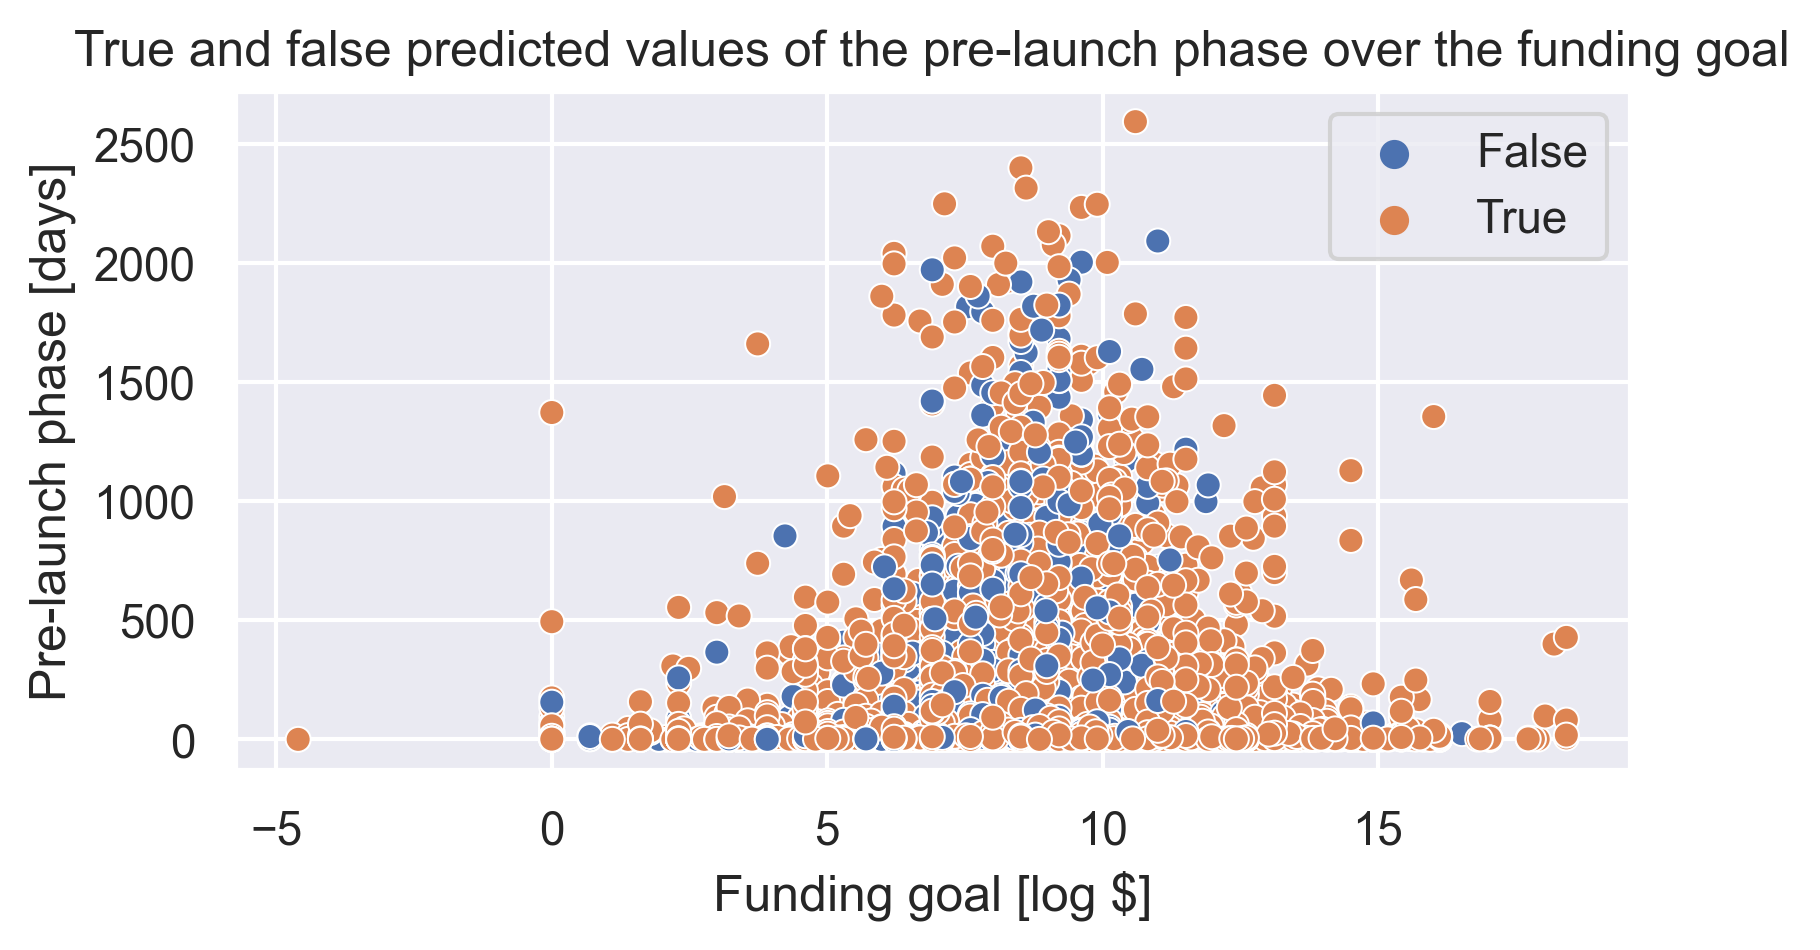 True and false predicted values of the pre-launch phase over the funding goal
False
True
Pre-launch phase [days]
2500
2000
1500
1000
500
0
−5 0 5 10 15
Funding goal [log $]